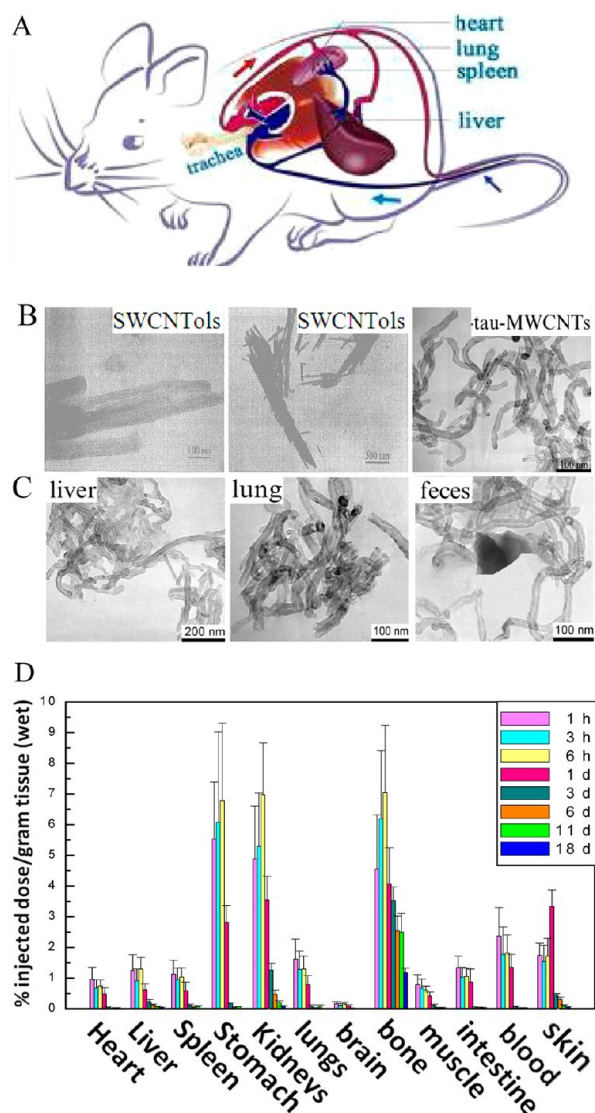 A
heart
lung
spleen
liver
trachea
B
SWCNTols
SWCNTols
-tau-MWCNTs
100 nm
500 nm
100 nm
C
liver
lung
feces
200 nm
100 nm
100 nm
D
% injected dose/gram tissue (wet)
10
9
8
7
6
5
4
3
2
1
0
1 h
3 h
6 h
1 d
3 d
6 d
11 d
18 d
Heart
Liver
Spleen
Stomach
Kidneys
lungs
brain
bone
muscle
intestine
blood
skin